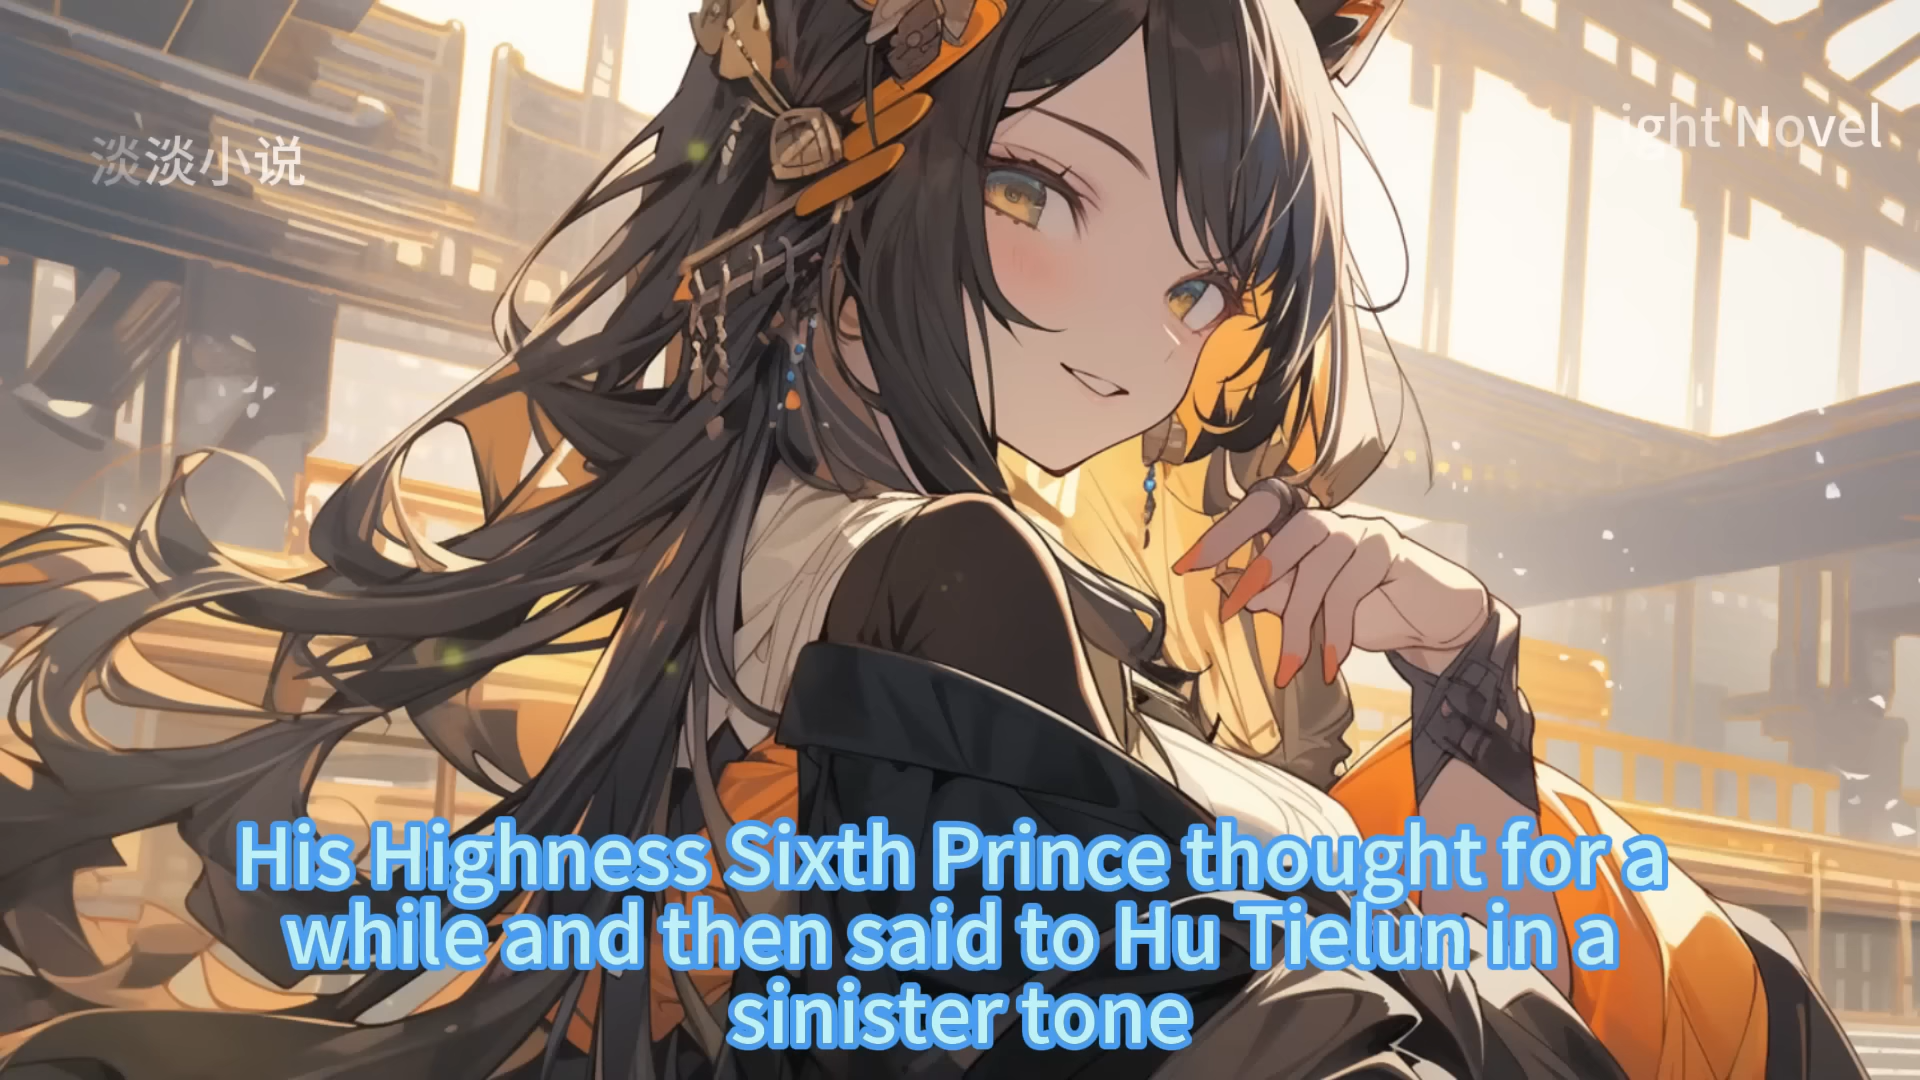 淡淡小说
ight Novel
His Highness Sixth Prince thought for a
while and then said to Hu Tielun in a
sinister tone